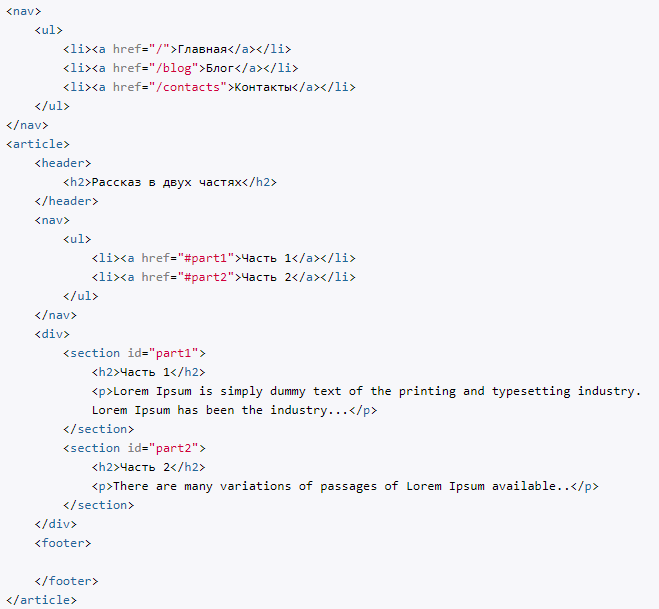 <nav>
    <ul>
        <li><a href="/">Главная</a></li>
        <li><a href="/blog">Блог</a></li>
        <li><a href="/contacts">Контакты</a></li>
    </ul>
</nav>
<article>
    <header>
        <h2>Рассказ в двух частях</h2>
    </header>
    <nav>
        <ul>
            <li><a href="#part1">Часть 1</a></li>
            <li><a href="#part2">Часть 2</a></li>
        </ul>
    </nav>
    <div>
        <section id="part1">
            <h2>Часть 1</h2>
            <p>Lorem Ipsum is simply dummy text of the printing and typesetting industry.
            Lorem Ipsum has been the industry...</p>
        </section>
        <section id="part2">
            <h2>Часть 2</h2>
            <p>There are many variations of passages of Lorem Ipsum available..</p>
        </section>
    </div>
    <footer>

    </footer>
</article>